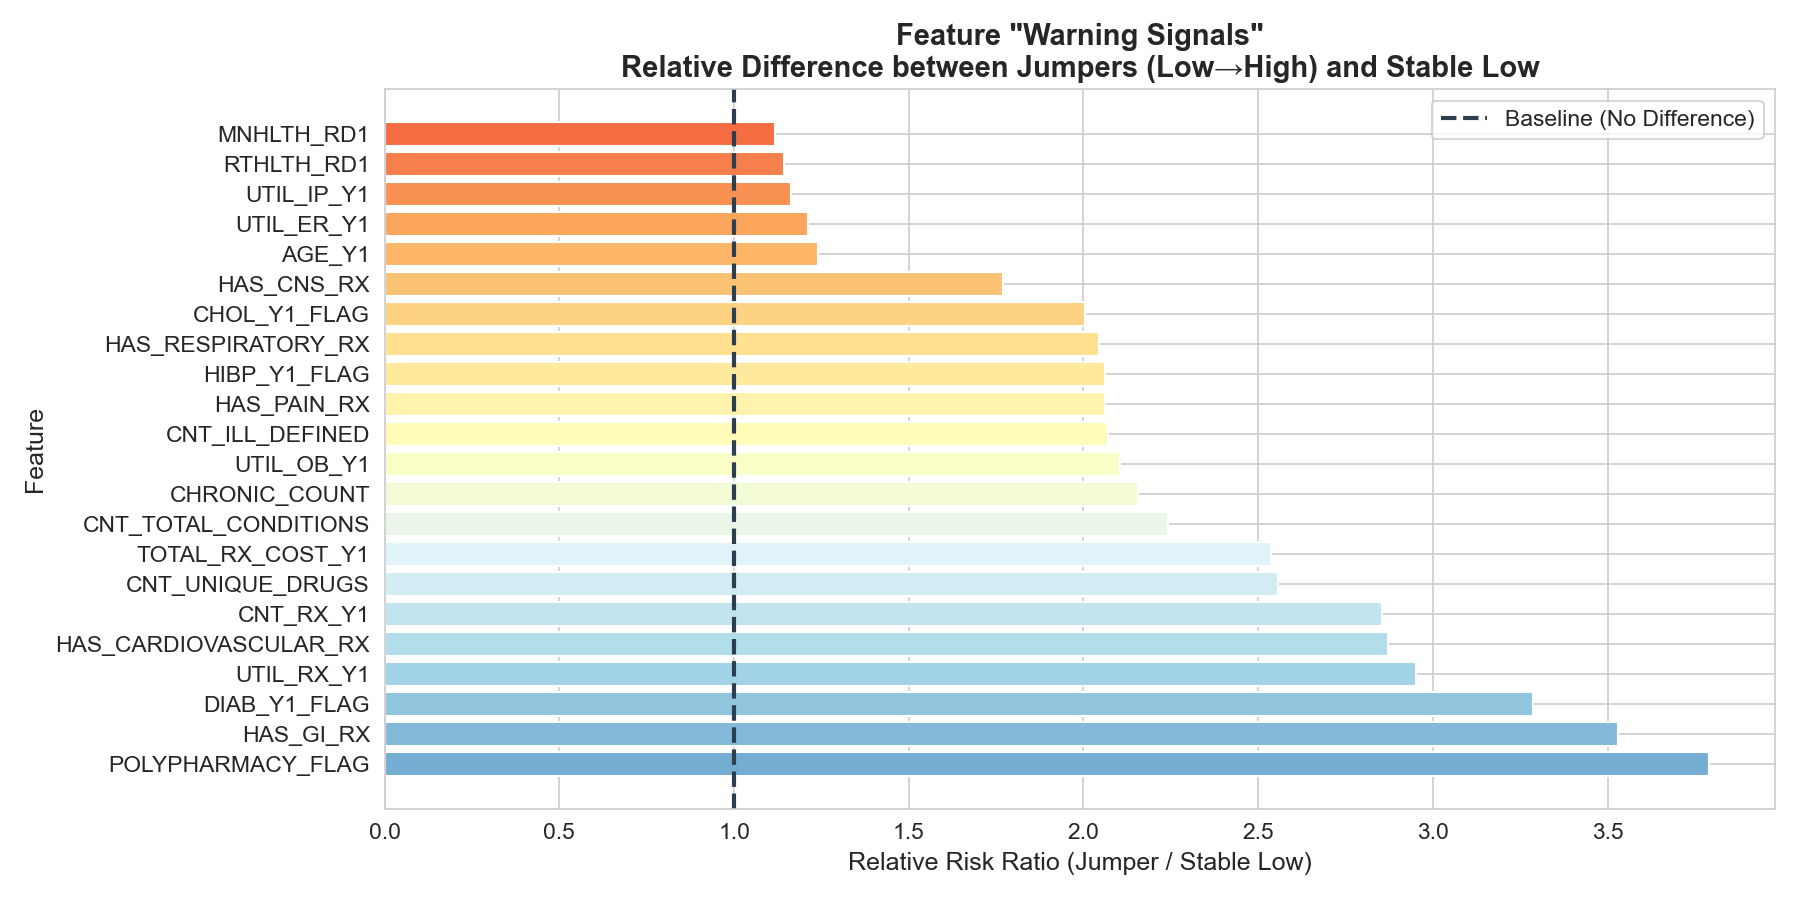 Feature "Warning Signals"
Relative Difference between Jumpers (Low→High) and Stable Low
Baseline (No Difference)
Feature
MNHLTH_RD1
RTHLTH_RD1
UTIL_IP_Y1
UTIL_ER_Y1
AGE_Y1
HAS_CNS_RX
CHOL_Y1_FLAG
HAS_RESPIRATORY_RX
HIBP_Y1_FLAG
HAS_PAIN_RX
CNT_ILL_DEFINED
UTIL_OB_Y1
CHRONIC_COUNT
CNT_TOTAL_CONDITIONS
TOTAL_RX_COST_Y1
CNT_UNIQUE_DRUGS
CNT_RX_Y1
HAS_CARDIOVASCULAR_RX
UTIL_RX_Y1
DIAB_Y1_FLAG
HAS_GI_RX
POLYPHARMACY_FLAG
0.0 0.5 1.0 1.5 2.0 2.5 3.0 3.5
Relative Risk Ratio (Jumper / Stable Low)